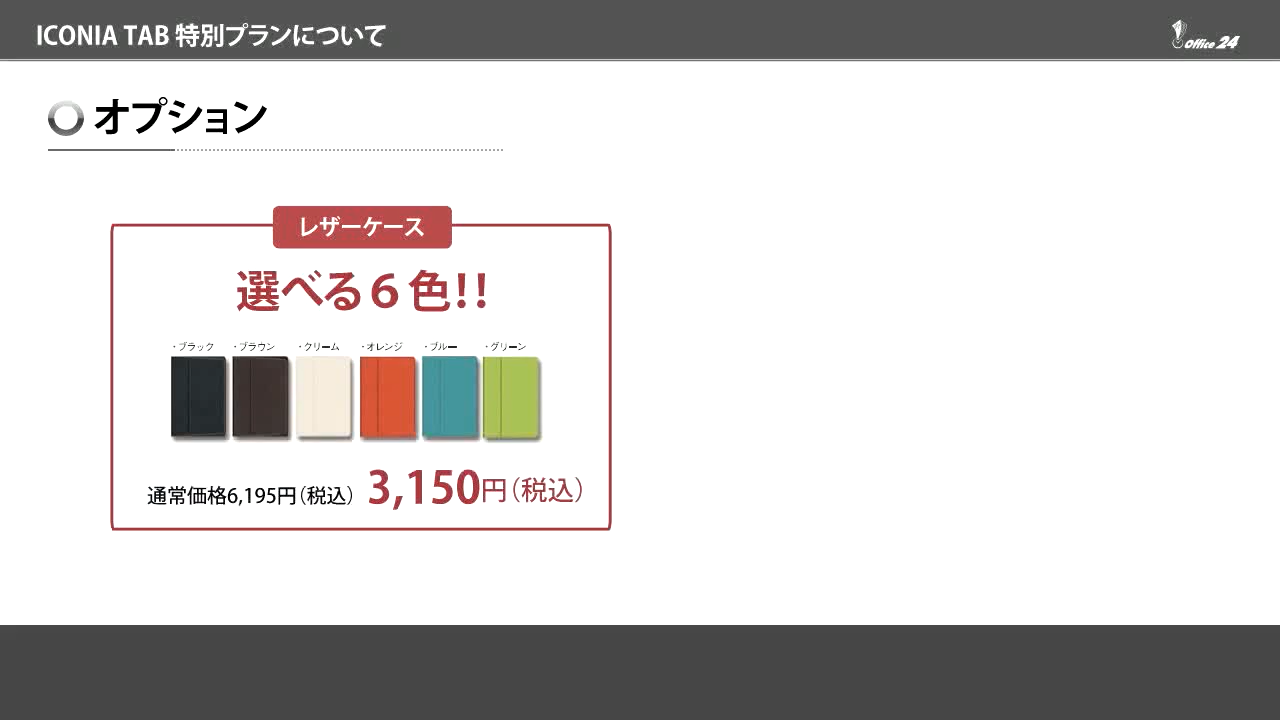 ICONIA TAB 特別プランについて
Office 24
オプション
レザーケース
選べる６色!!
・ブラック ・ブラウン ・クリーム ・オレンジ ・ブルー ・グリーン
通常価格6,195円（税込） 3,150円（税込）